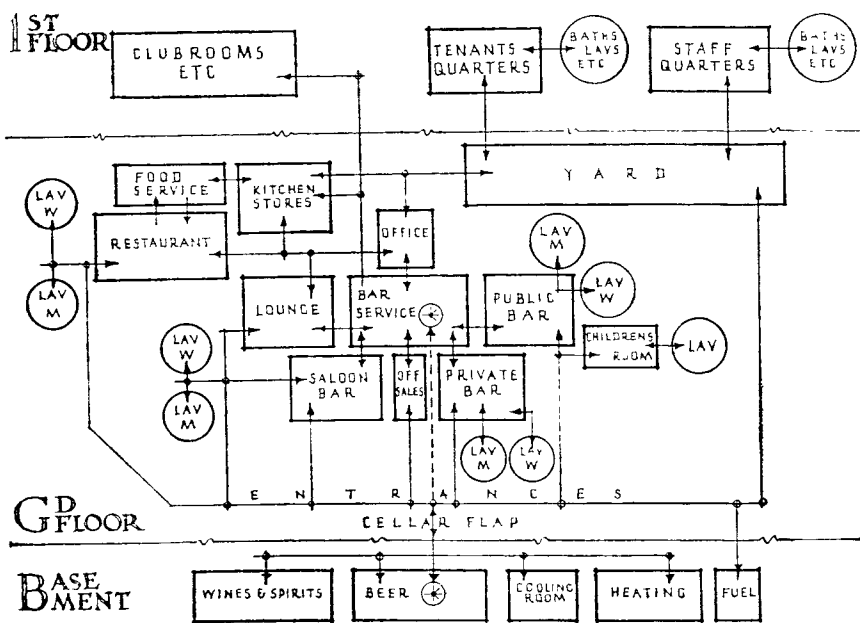 1ST FLOOR
CLUBROOMS
ETC
TENANTS
QUARTERS
BATHS
LAVS
ETC
STAFF
QUARTERS
BATHS
LAVS
ETC
FOOD
SERVICE
KITCHEN
STORES
YARD
LAV
W
RESTAURANT
OFFICE
LAV
M
LAV
M
LOUNGE
BAR
SERVICE
PUBLIC
BAR
LAV
W
CHILDRENS
ROOM
LAV
LAV
W
SALOON
BAR
OFF
SALES
PRIVATE
BAR
LAV
M
LAV
M
LAV
W
ENTRANCES
GD FLOOR
CELLAR FLAP
BASEMENT
WINES & SPIRITS
BEER
COOLING
ROOM
HEATING
FUEL